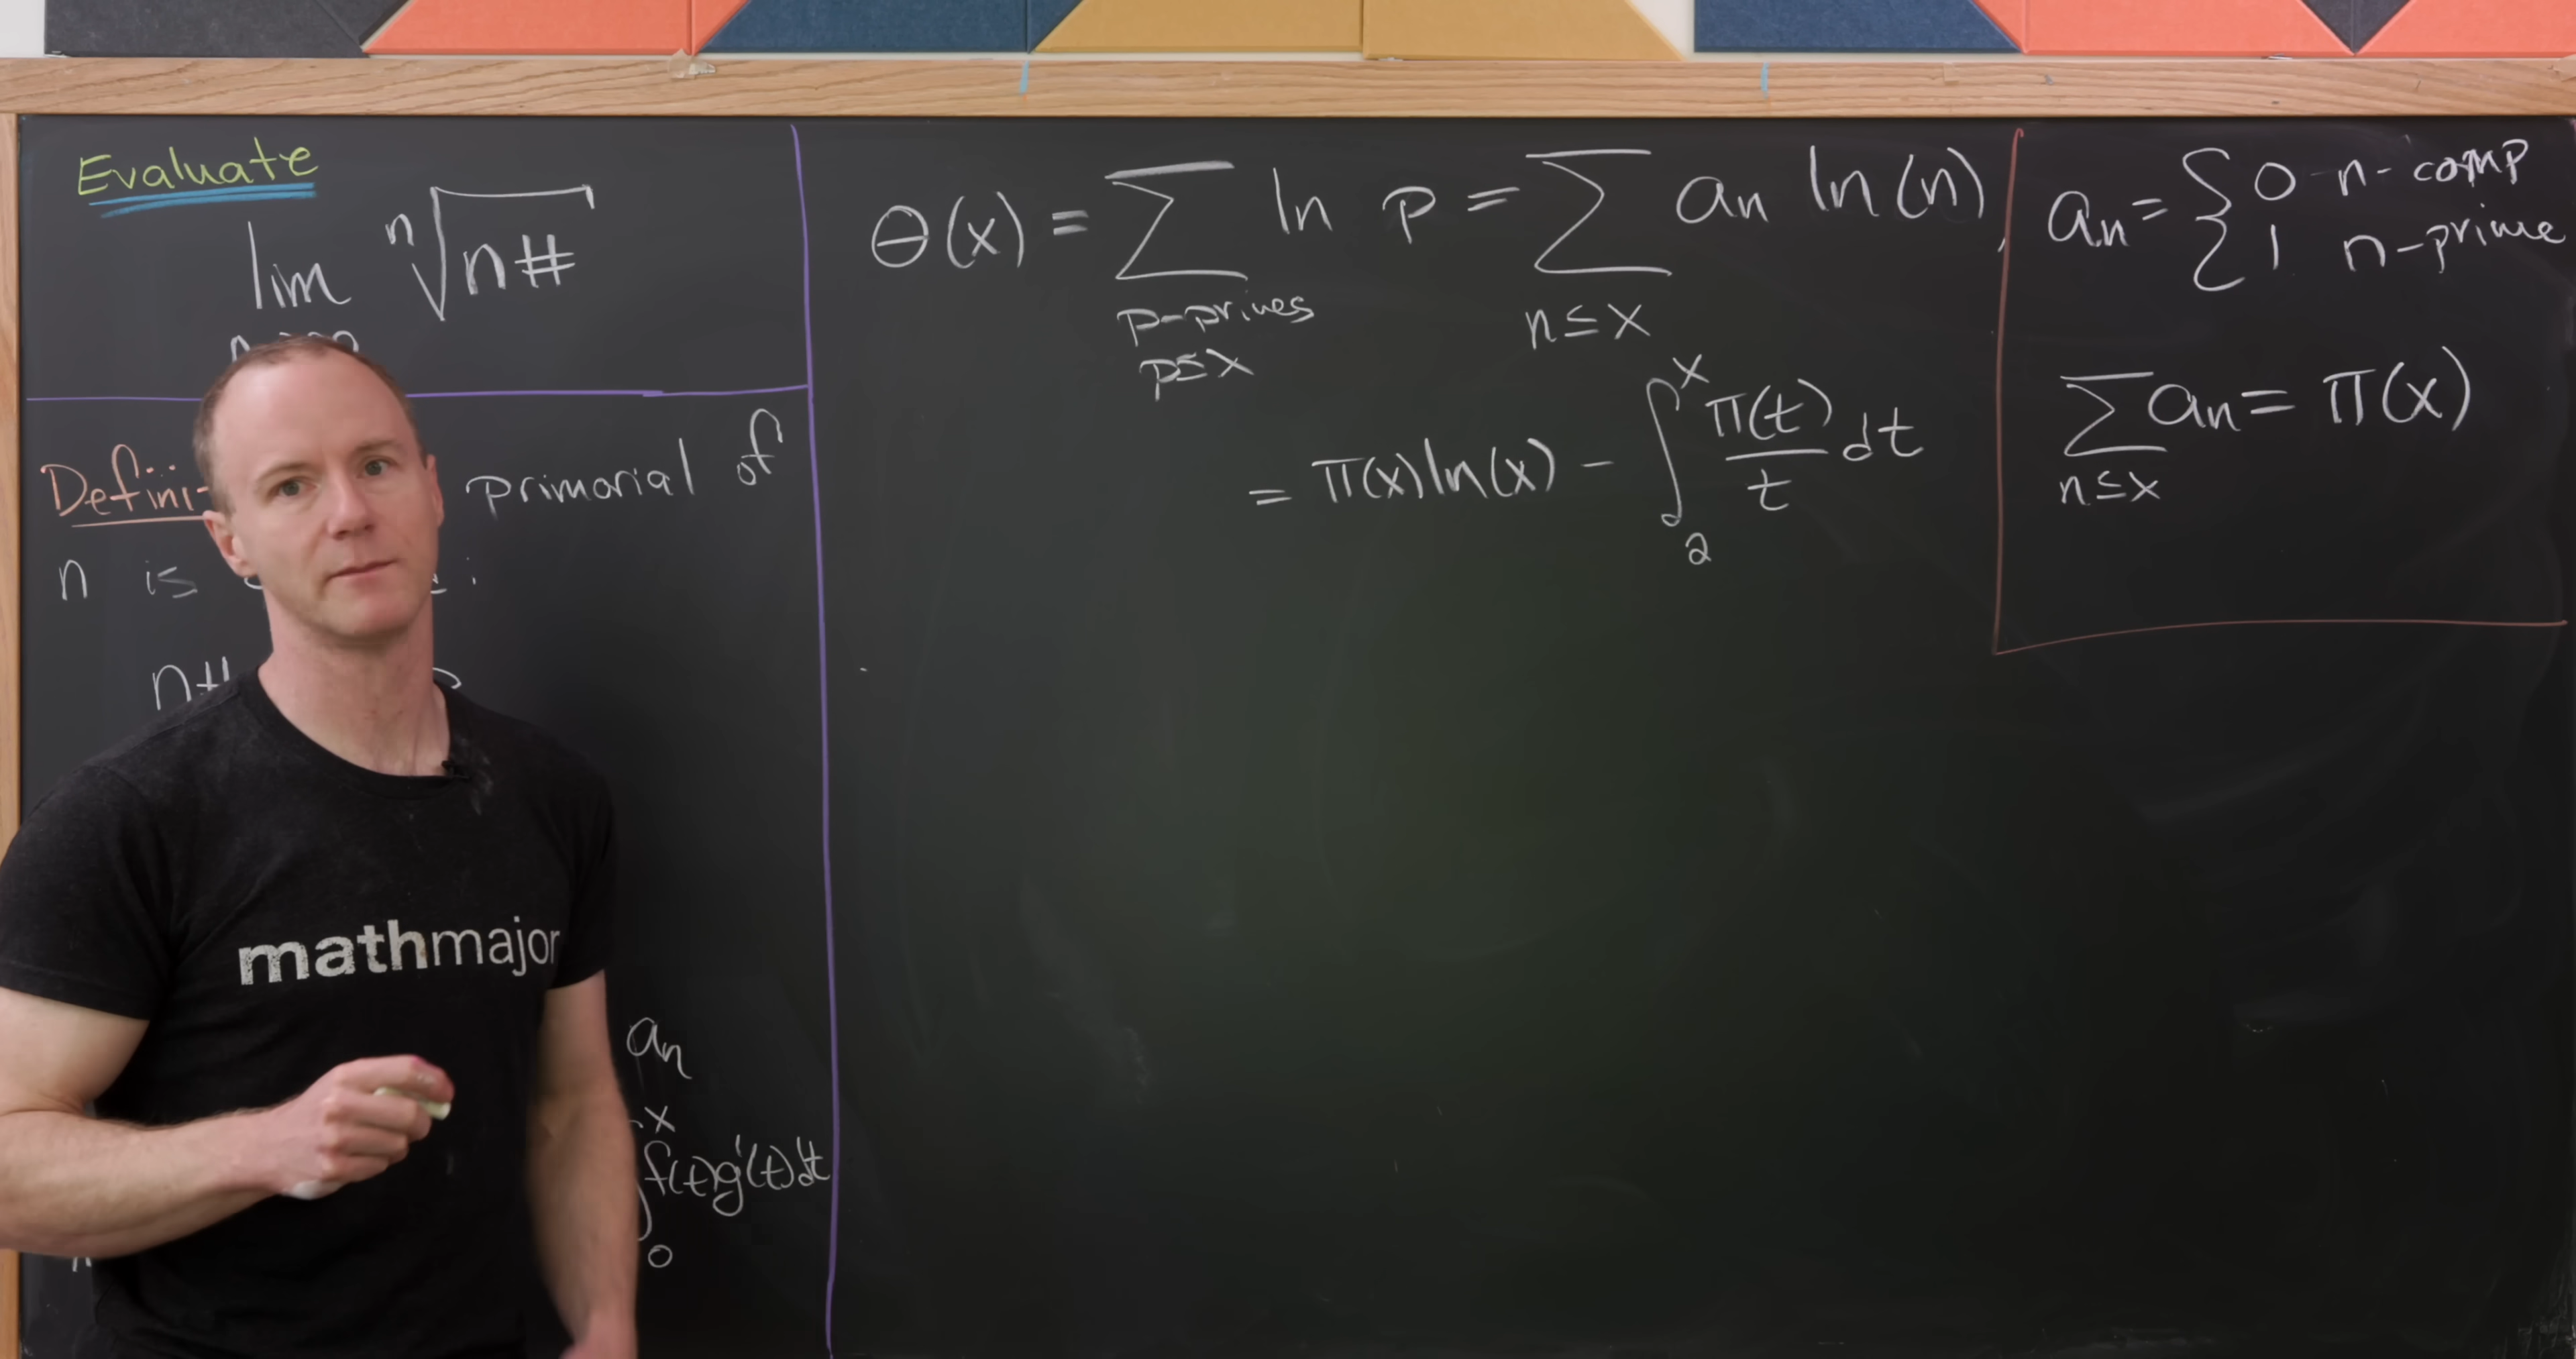 Evaluate
lim ⁿ√n#
Defini
primorial of
n is
n#
an
x
f(t)g'(t)dt
0
θ(x) = Σ ln p = Σ an ln(n),
p-primes n≤x
p≤x
= π(x)ln(x) - ∫₂ˣ π(t)/t dt
an = { 0 n-comp
1 n-prime
Σ an = π(x)
n≤x
mathmajor